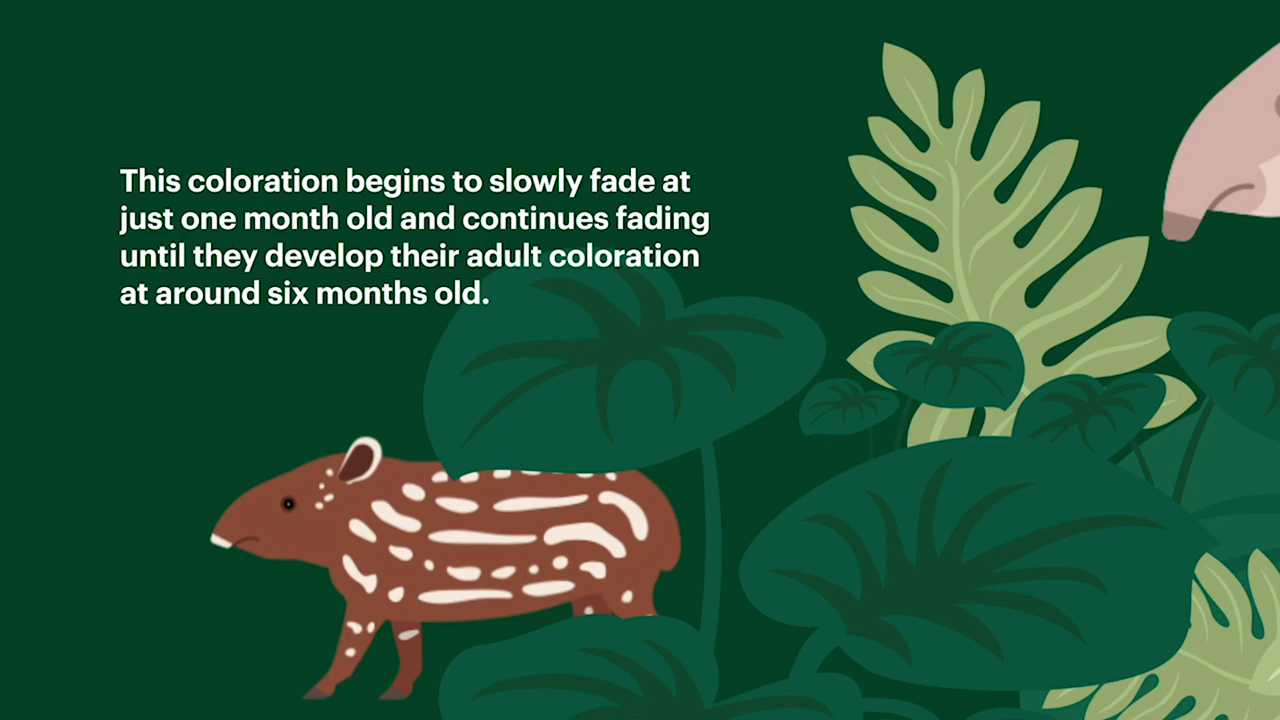 This coloration begins to slowly fade at
just one month old and continues fading
until they develop their adult coloration
at around six months old.